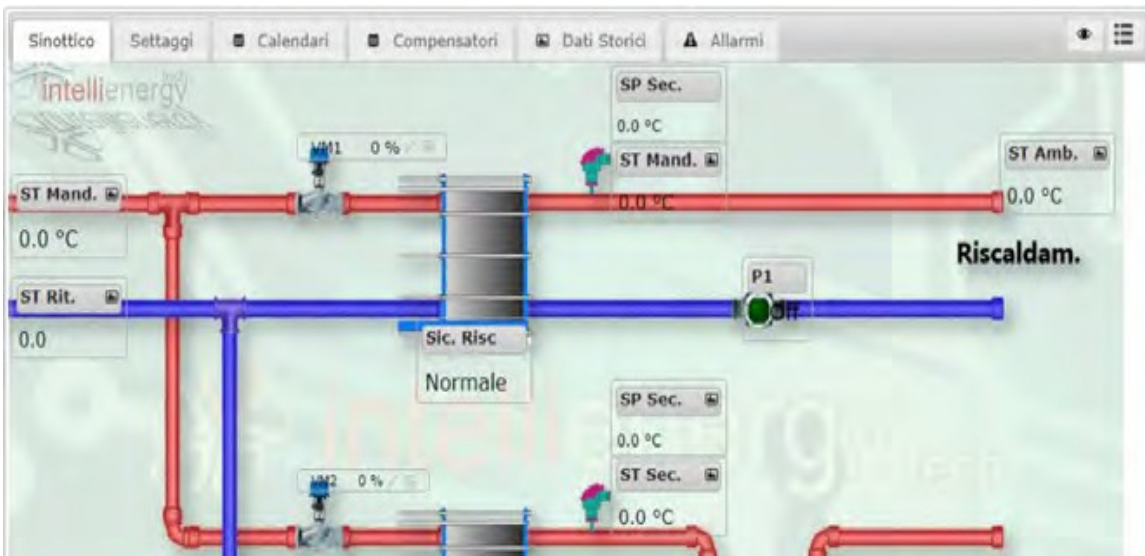 Sinottico
Settaggi
Calendari
Compensatori
Dati Storici
Allarmi
intellienergy
SP Sec.
0.0 °C
VM1 0 %
ST Mand.
0.0 °C
ST Amb.
0.0 °C
ST Mand.
0.0 °C
Riscaldam.
P1
Off
ST Rit.
0.0
Sic. Risc
Normale
SP Sec.
0.0 °C
intellienerg
VM2 0 %
ST Sec.
0.0 °C